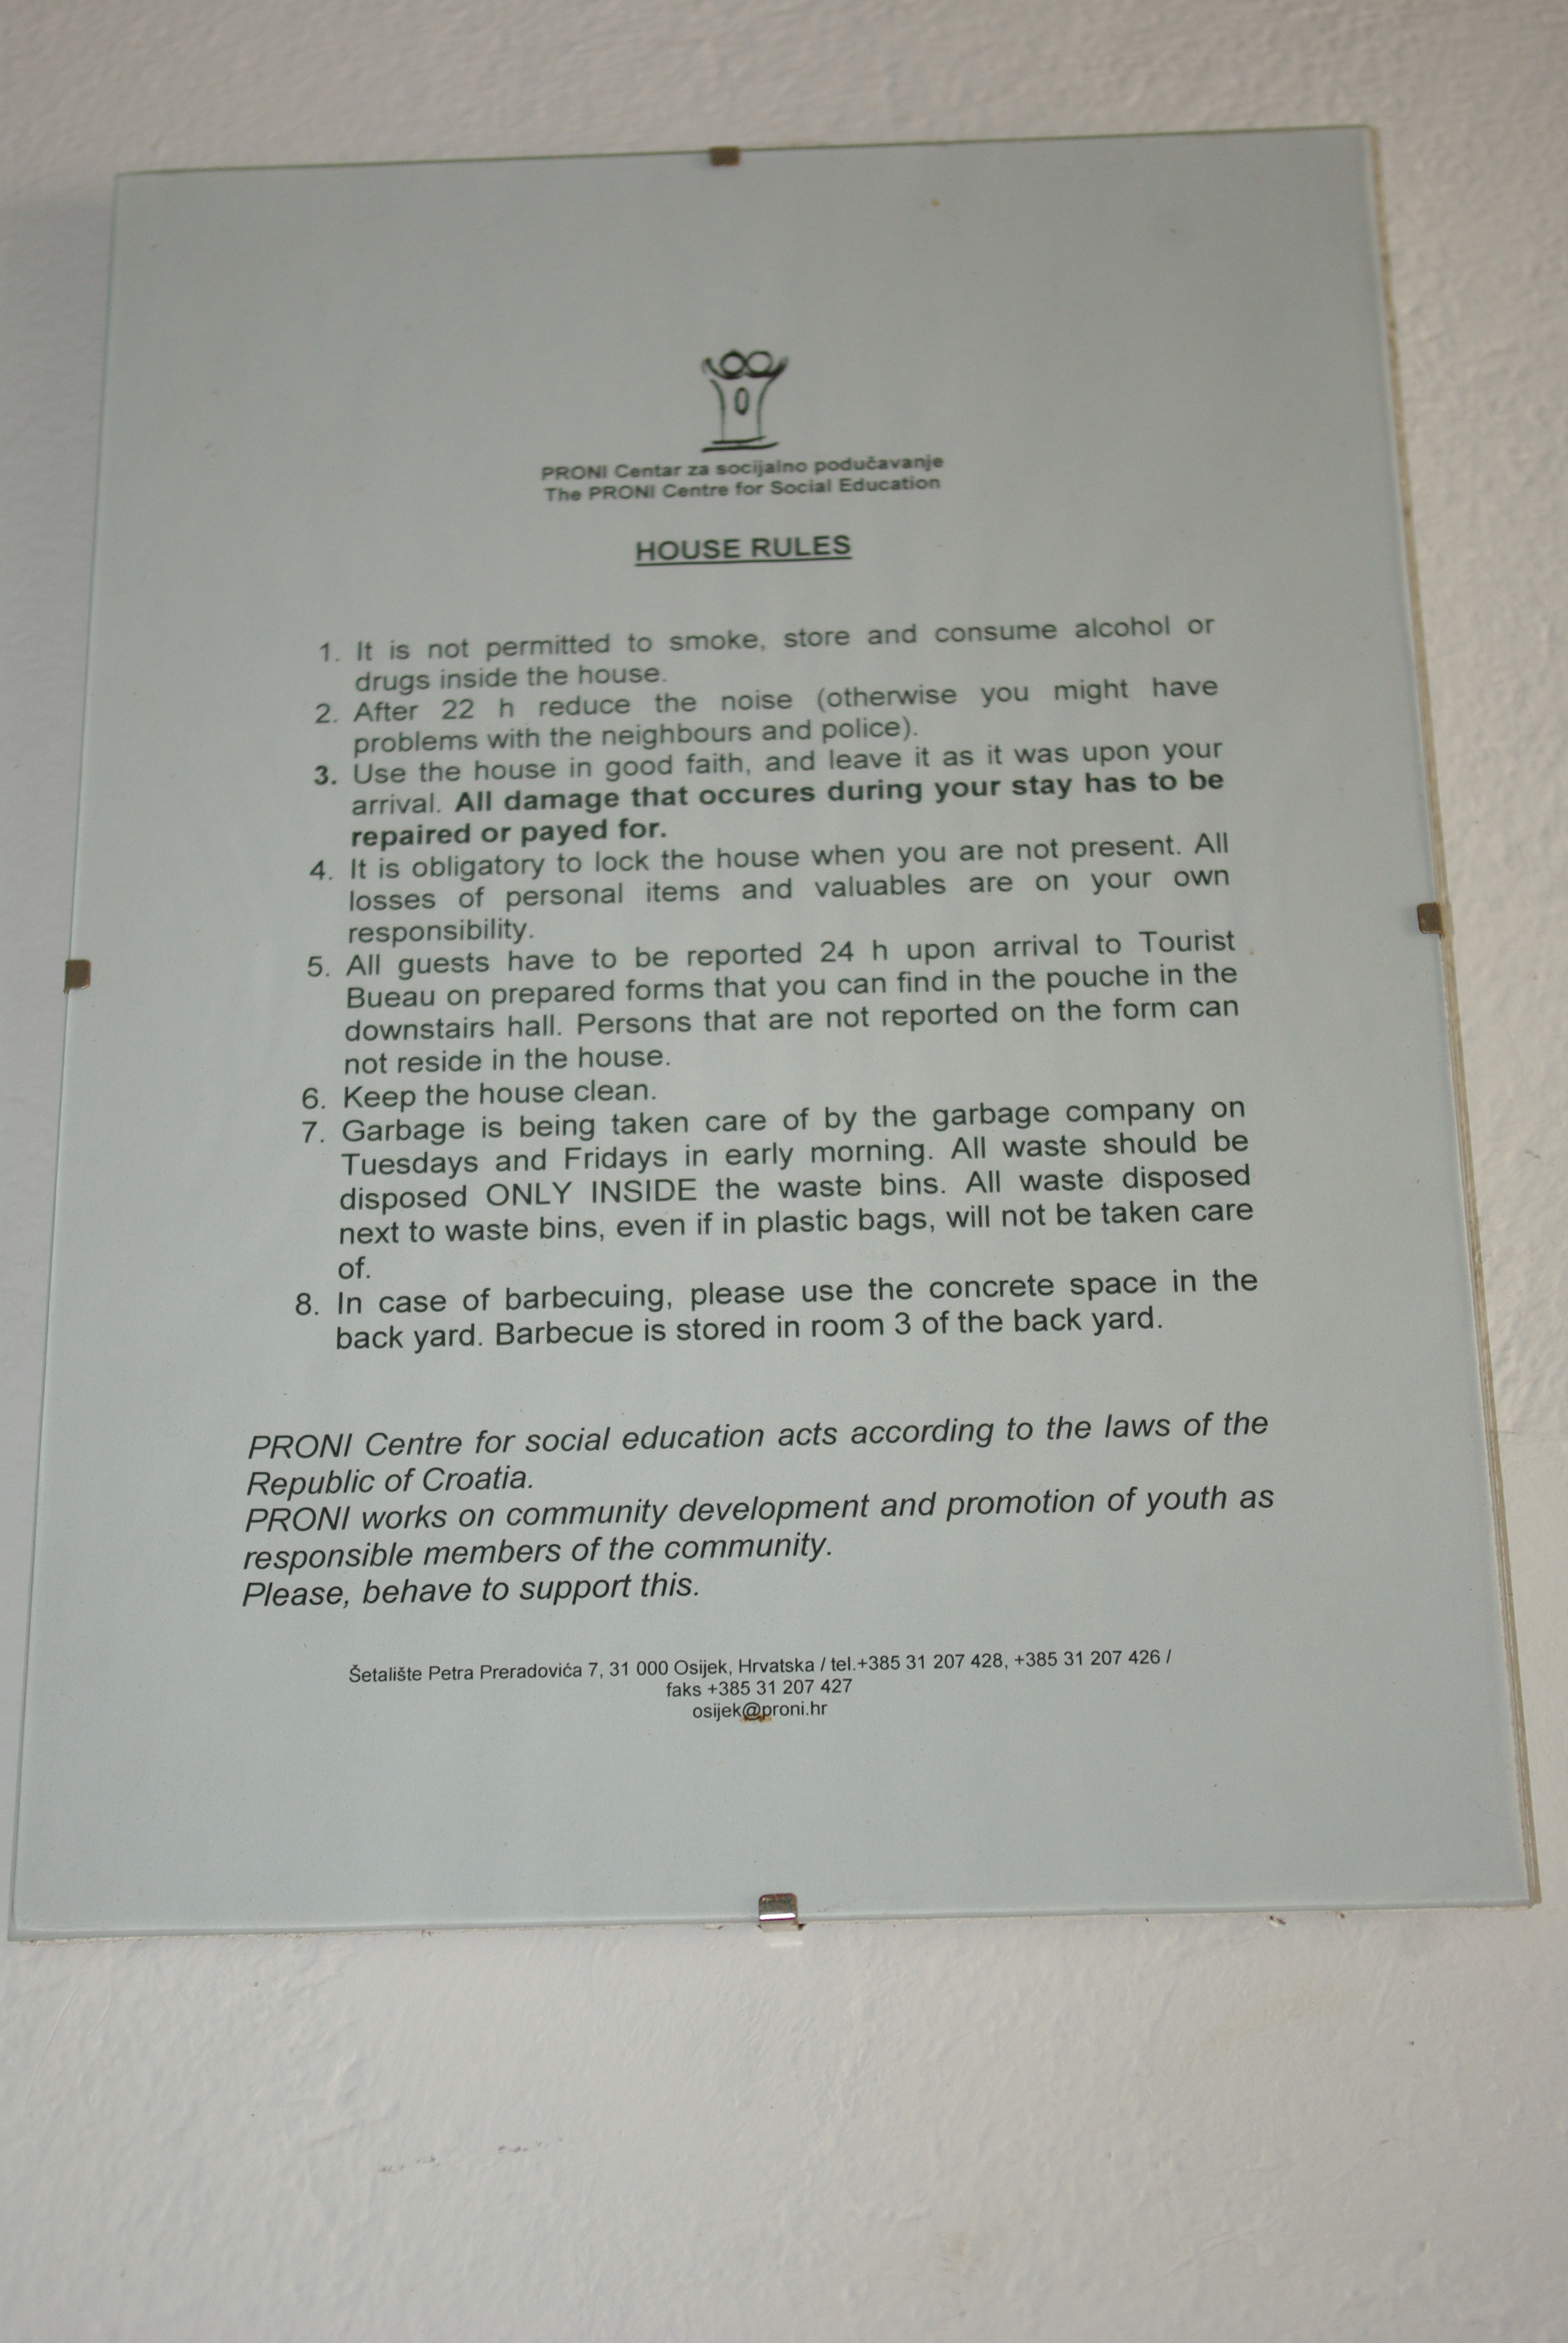 PRONI Centar za socijalno podučavanje
The PRONI Centre for Social Education
HOUSE RULES
1. It is not permitted to smoke, store and consume alcohol or
drugs inside the house.
2. After 22 h reduce the noise (otherwise you might have
problems with the neighbours and police).
3. Use the house in good faith, and leave it as it was upon your
arrival. All damage that occures during your stay has to be
repaired or payed for.
4. It is obligatory to lock the house when you are not present. All
losses of personal items and valuables are on your own
responsibility.
5. All guests have to be reported 24 h upon arrival to Tourist
Bueau on prepared forms that you can find in the pouche in the
downstairs hall. Persons that are not reported on the form can
not reside in the house.
6. Keep the house clean.
7. Garbage is being taken care of by the garbage company on
Tuesdays and Fridays in early morning. All waste should be
disposed ONLY INSIDE the waste bins. All waste disposed
next to waste bins, even if in plastic bags, will not be taken care
of.
8. In case of barbecuing, please use the concrete space in the
back yard. Barbecue is stored in room 3 of the back yard.
PRONI Centre for social education acts according to the laws of the
Republic of Croatia.
PRONI works on community development and promotion of youth as
responsible members of the community.
Please, behave to support this.
Šetalište Petra Preradovića 7, 31 000 Osijek, Hrvatska / tel.+385 31 207 428, +385 31 207 426 /
faks +385 31 207 427
osijek@proni.hr